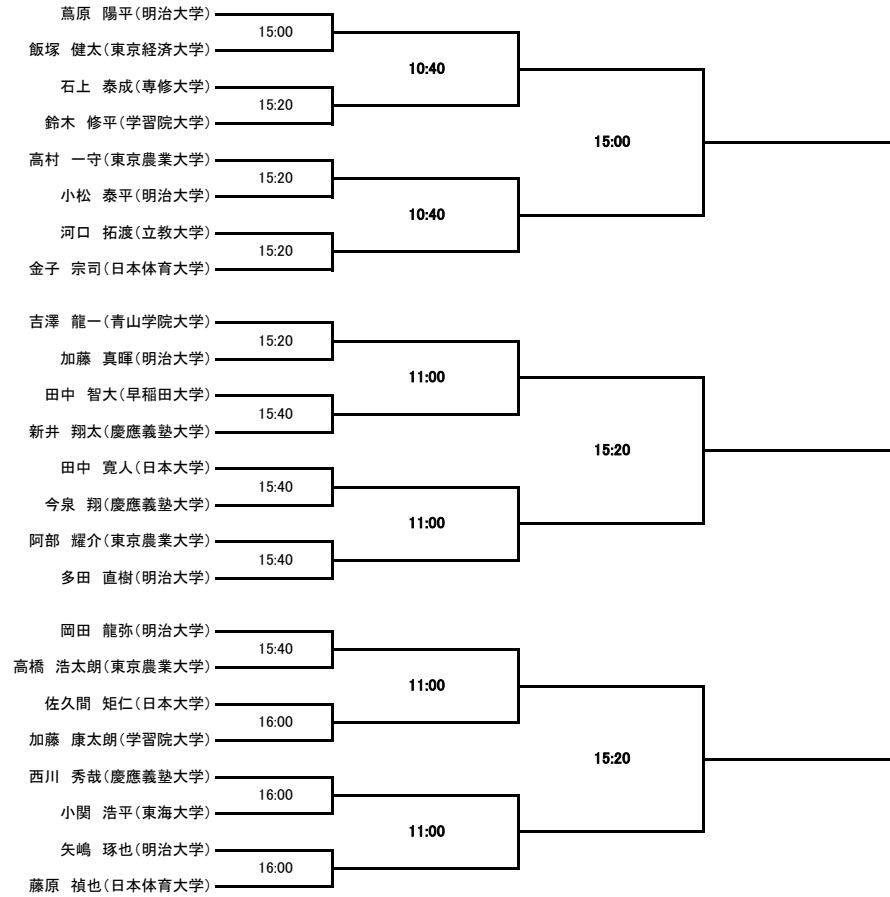 蔦原　陽平(明治大学)
15:00
飯塚　健太(東京経済大学)
10:40
石上　泰成(専修大学)
15:20
鈴木　修平(学習院大学)
15:00
高村　一守(東京農業大学)
15:20
小松　泰平(明治大学)
10:40
河口　拓渡(立教大学)
15:20
金子　宗司(日本体育大学)
吉澤　龍一(青山学院大学)
15:20
加藤　真暉(明治大学)
11:00
田中　智大(早稲田大学)
15:40
新井　翔太(慶應義塾大学)
15:20
田中　寛人(日本大学)
15:40
今泉　翔(慶應義塾大学)
11:00
阿部　耀介(東京農業大学)
15:40
多田　直樹(明治大学)
岡田　龍弥(明治大学)
15:40
高橋　浩太朗(東京農業大学)
11:00
佐久間　矩仁(日本大学)
16:00
加藤　康太朗(学習院大学)
15:20
西川　秀哉(慶應義塾大学)
16:00
小関　浩平(東海大学)
11:00
矢嶋　琢也(明治大学)
16:00
藤原　禎也(日本体育大学)